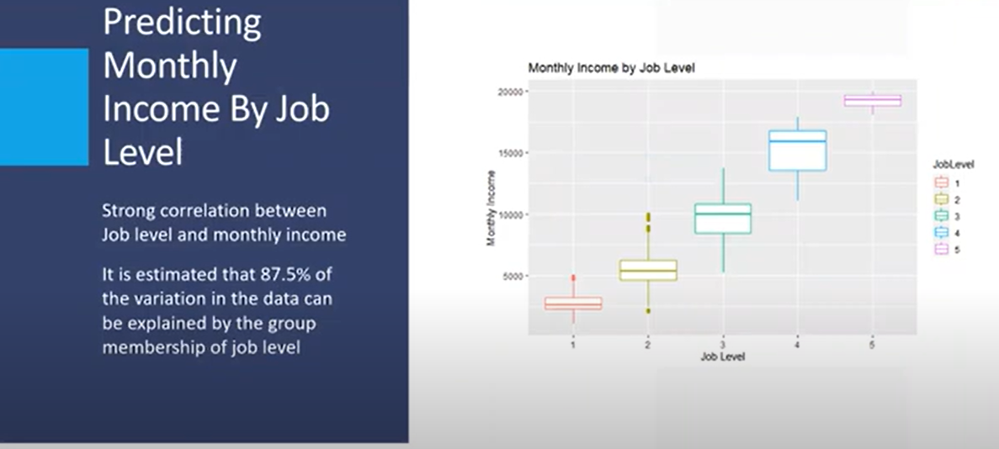 Predicting
Monthly
Income By Job
Level
Strong correlation between
Job level and monthly income
It is estimated that 87.5% of
the variation in the data can
be explained by the group
membership of job level
Monthly Income by Job Level
20000
15000
10000
5000
Monthly Income
1 2 3 4 5
Job Level
JobLevel
1
2
3
4
5